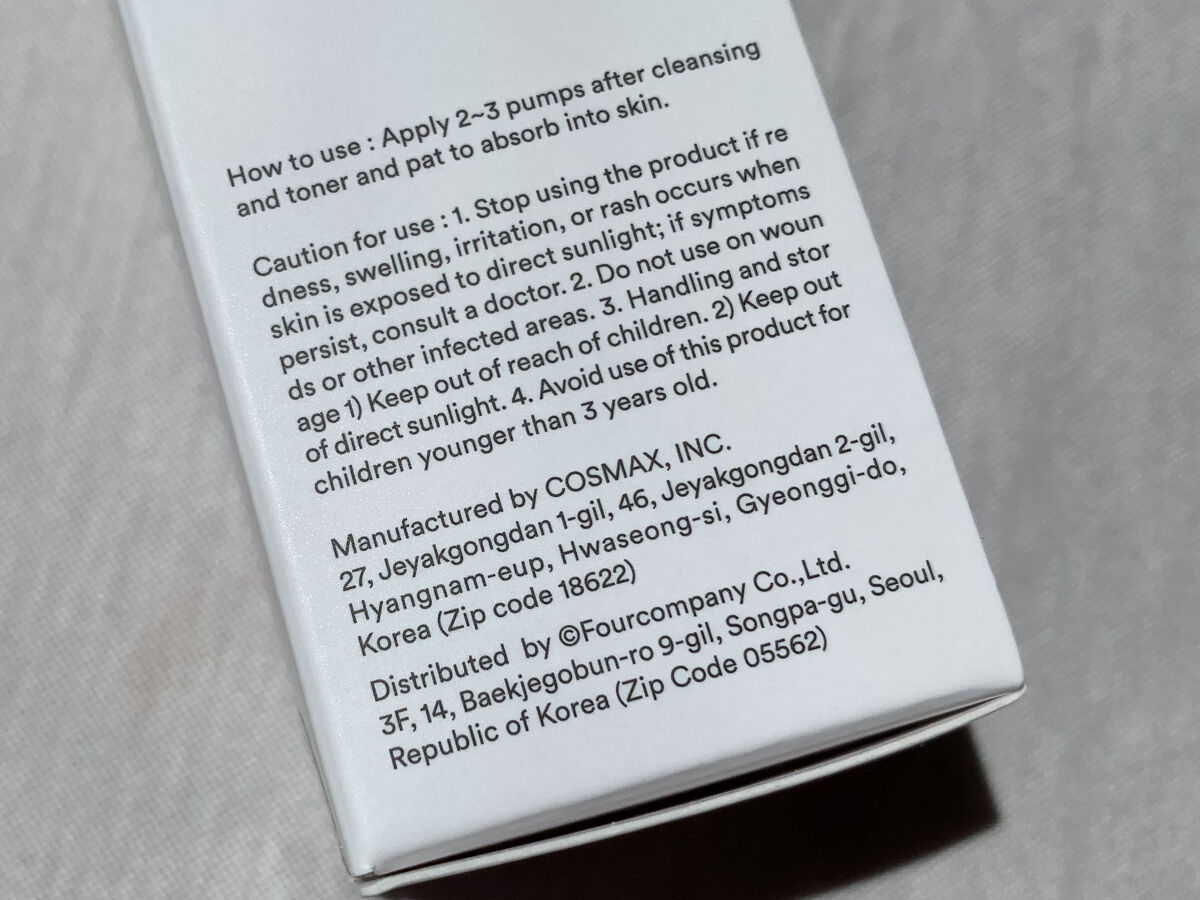 How to use : Apply 2~3 pumps after cleansing
and toner and pat to absorb into skin.
Caution for use : 1. Stop using the product if re
dness, swelling, irritation, or rash occurs when
skin is exposed to direct sunlight; if symptoms
persist, consult a doctor. 2. Do not use on woun
ds or other infected areas. 3. Handling and stor
age 1) Keep out of reach of children. 2) Keep out
of direct sunlight. 4. Avoid use of this product for
children younger than 3 years old.
Manufactured by COSMAX, INC.
27, Jeyakgongdan 1-gil, 46, Jeyakgongdan 2-gil,
Hyangnam-eup, Hwaseong-si, Gyeonggi-do,
Korea (Zip code 18622)
Distributed by ©Fourcompany Co.,Ltd.
3F, 14, Baekjegobun-ro 9-gil, Songpa-gu, Seoul,
Republic of Korea (Zip Code 05562)